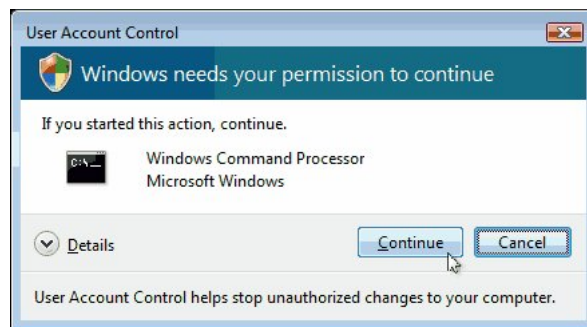 User Account Control
Windows needs your permission to continue
If you started this action, continue.
C:\_
Windows Command Processor
Microsoft Windows
Details
Continue
Cancel
User Account Control helps stop unauthorized changes to your computer.